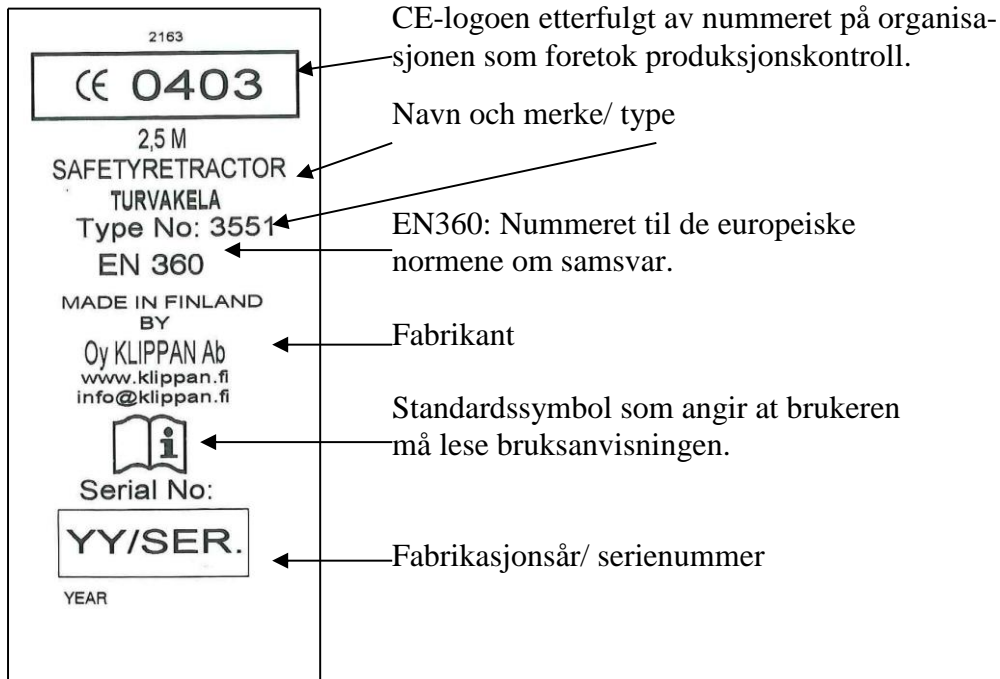 2163
CE 0403
2,5 M
SAFETYRETRACTOR
TURVAKELA
Type No: 3551
EN 360
MADE IN FINLAND
BY
Oy KLIPPAN Ab
www.klippan.fi
info@klippan.fi
i
Serial No:
YY/SER.
YEAR
CE-logoen etterfulgt av nummeret på organisa-
sjonen som foretok produksjonskontroll.
Navn och merke/ type
EN360: Nummeret til de europeiske
normene om samsvar.
Fabrikant
Standardssymbol som angir at brukeren
må lese bruksanvisningen.
Fabrikasjonsår/ serienummer